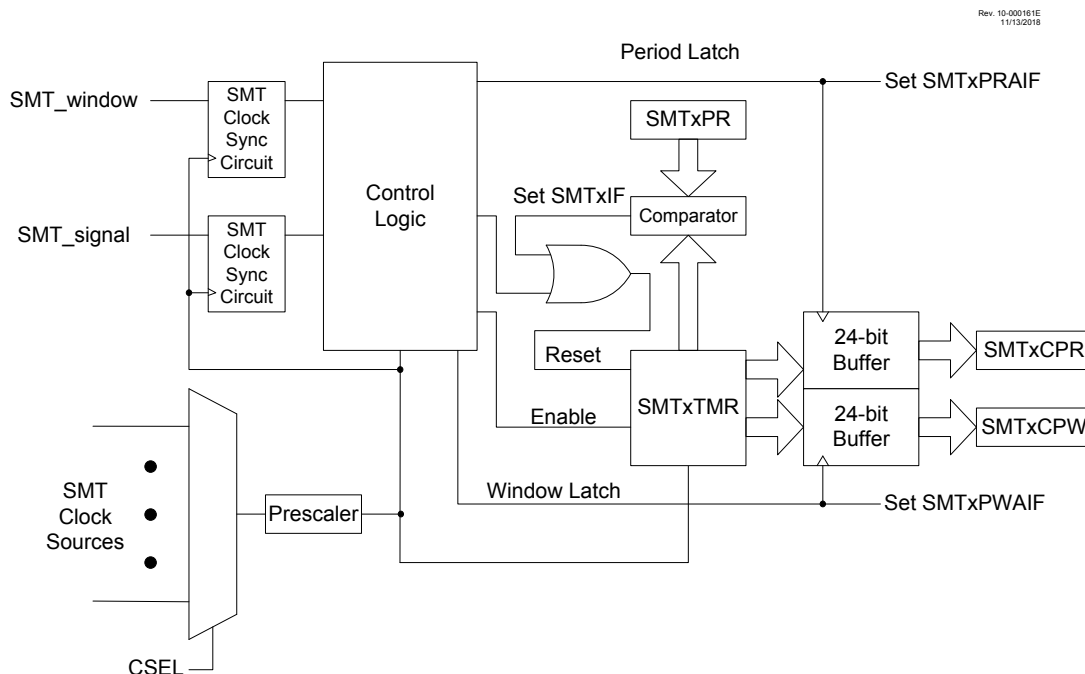 Rev. 10-000161E
11/13/2018
Period Latch
SMT_window
SMT
Clock
Sync
Circuit
Set SMTxPRAIF
SMTxPR
Control
Logic
Set SMTxIF
Comparator
SMT_signal
SMT
Clock
Sync
Circuit
Reset
24-bit
Buffer
SMTxCPR
SMTxTMR
Enable
24-bit
Buffer
SMTxCPW
Window Latch
Set SMTxPWAIF
SMT
Clock
Sources
Prescaler
CSEL